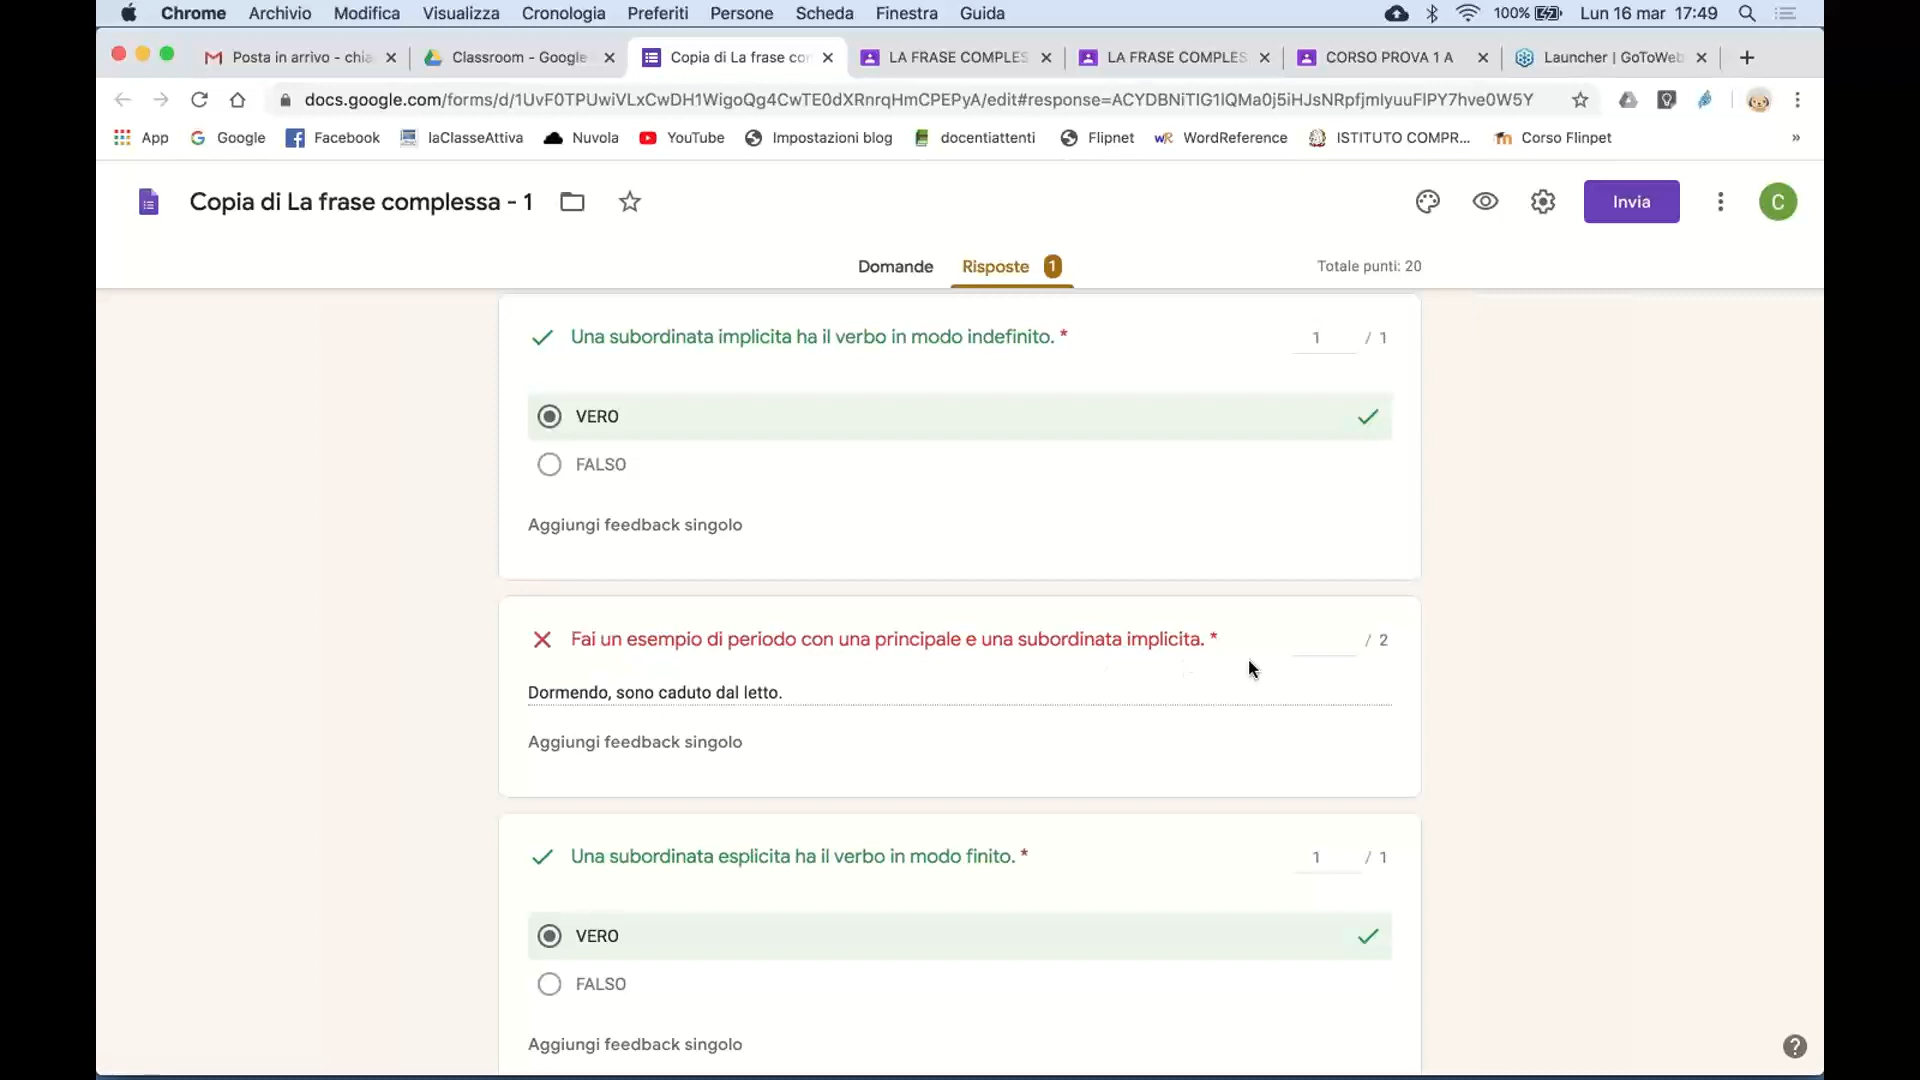 Chrome Archivio Modifica Visualizza Cronologia Preferiti Persone Scheda Finestra Guida 100% Lun 16 mar 17:49
Posta in arrivo - chia Classroom - Google Copia di La frase cor LA FRASE COMPLES LA FRASE COMPLES CORSO PROVA 1 A Launcher | GoToWeb
docs.google.com/forms/d/1UvF0TPUwiVLxCwDH1WigoQg4CwTE0dXRnrqHmCPEPyA/edit#response=ACYDBNiTIG1lQMa0j5iHJsNRpfjmlyuuFlPY7hve0W5Y
App Google Facebook laClasseAttiva Nuvola YouTube Impostazioni blog docentiattenti Flipnet WordReference ISTITUTO COMPR... Corso Flinpet »
Copia di La frase complessa - 1 Invia C
Domande Risposte 1 Totale punti: 20
Una subordinata implicita ha il verbo in modo indefinito. * 1 / 1
VERO
FALSO
Aggiungi feedback singolo
Fai un esempio di periodo con una principale e una subordinata implicita. * / 2
Dormendo, sono caduto dal letto.
Aggiungi feedback singolo
Una subordinata esplicita ha il verbo in modo finito. * 1 / 1
VERO
FALSO
Aggiungi feedback singolo